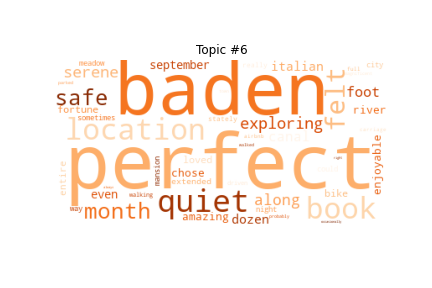 Topic #6
meadow
september
italian
city
serene
felt
safe
baden
foot
fortune
sometimes
stately
river
location
exploring
perfect
loved
enjoyable
entire
mansion
chose
extended
even
walking
quiet
along
bike
book
way
month
amazing
dozen
night
probably